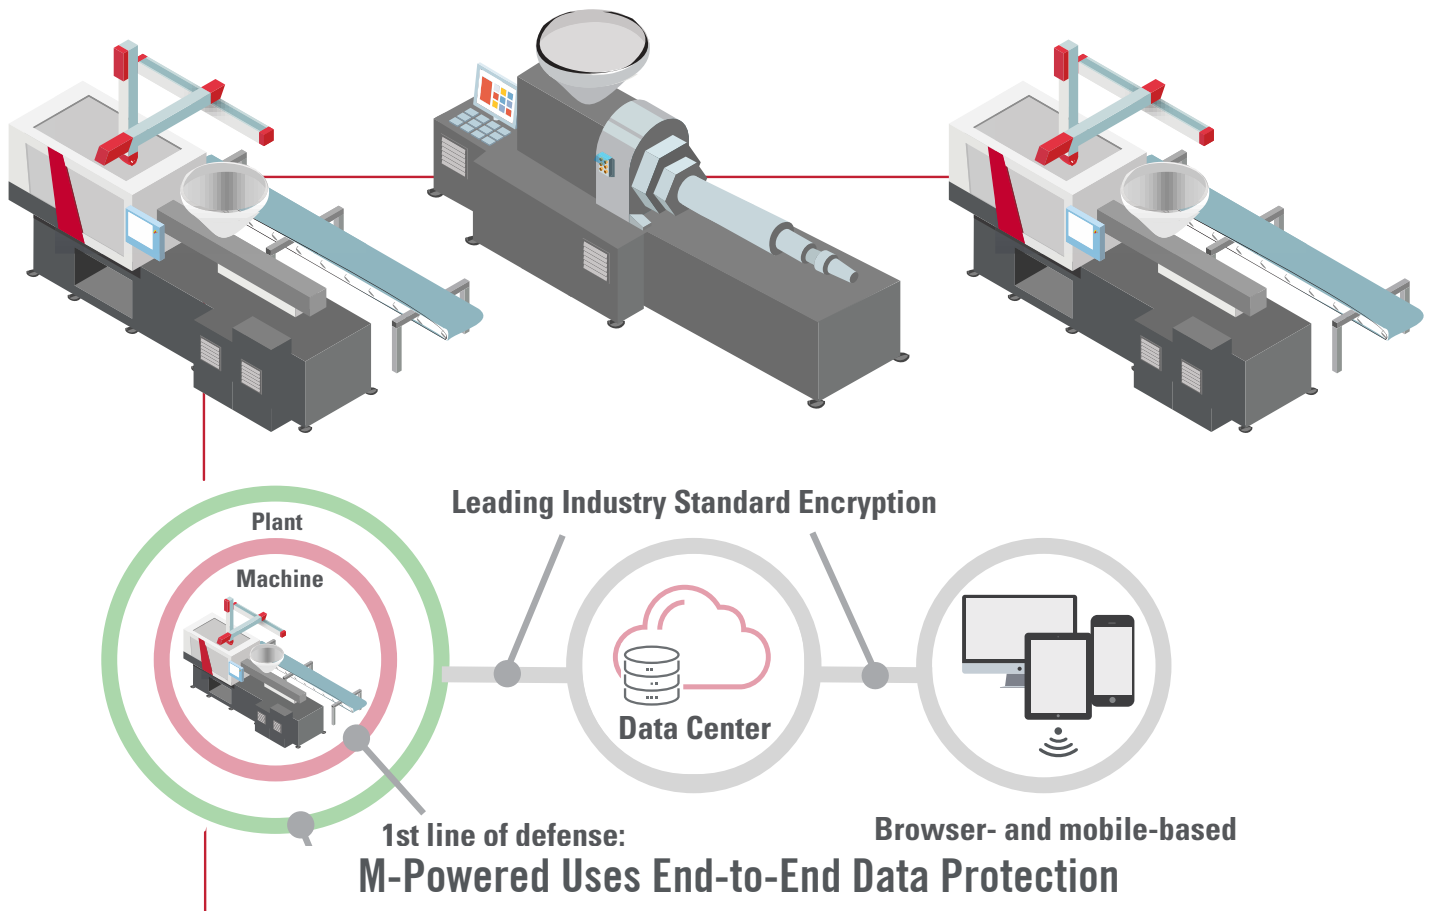 Leading Industry Standard Encryption
Plant
Machine
Data Center
1st line of defense:
Browser- and mobile-based
M-Powered Uses End-to-End Data Protection